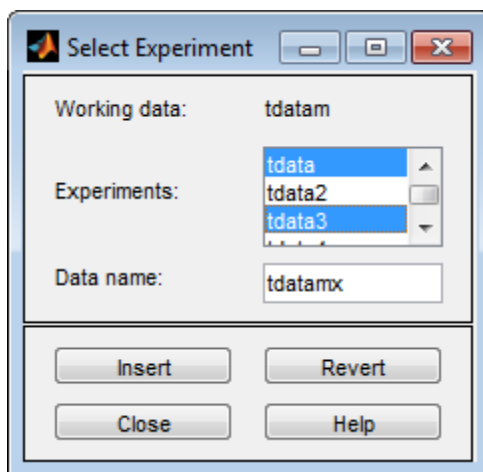 Select Experiment
Working data: tdatam
Experiments:
tdata
tdata2
tdata3
Data name: tdatamx
Insert Revert
Close Help